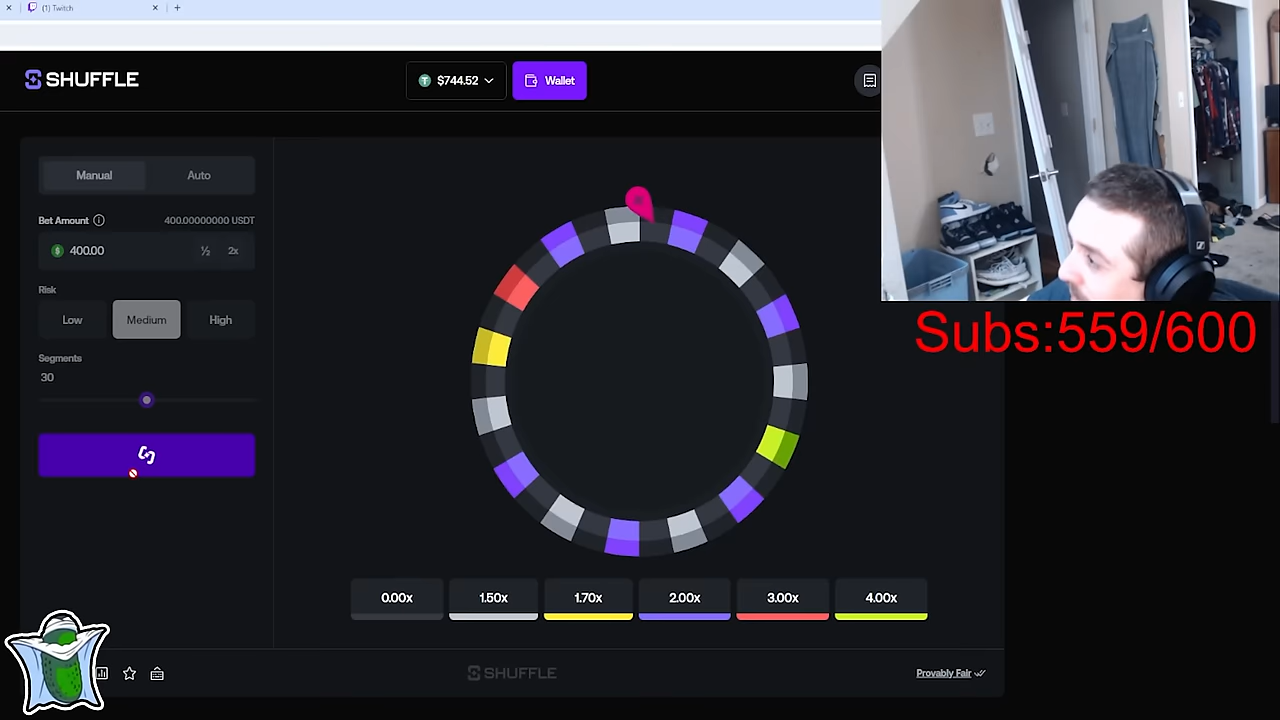 (1) Twitch
SHUFFLE
$744.52
Wallet
Manual
Auto
Bet Amount
400.00000000 USDT
400.00
½
2x
Risk
Low
Medium
High
Segments
30
Subs:559/600
0.00x
1.50x
1.70x
2.00x
3.00x
4.00x
SHUFFLE
Provably Fair